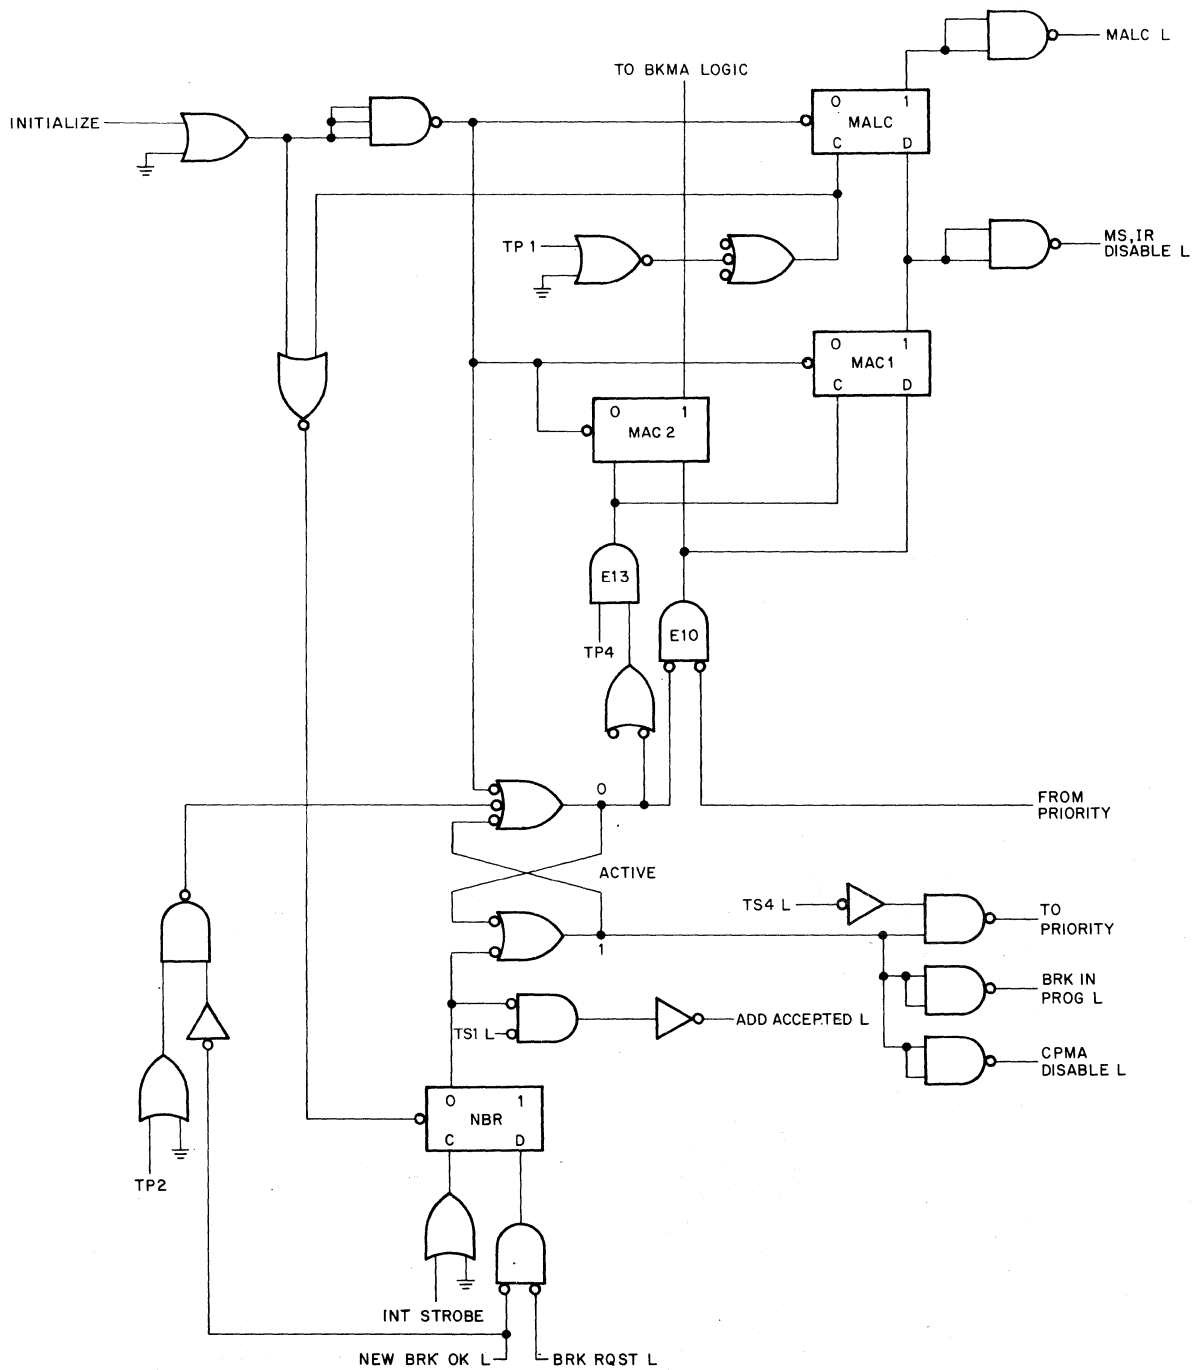 MALC L
TO BKMA LOGIC
INITIALIZE
0 1
MALC
C D
TP 1
MS,IR
DISABLE L
0 1
MAC 1
C D
0 1
MAC 2
E13
E10
TP4
0
FROM
PRIORITY
ACTIVE
TS4 L
TO
PRIORITY
1
BRK IN
PROG L
TS1 L
ADD ACCEPTED L
CPMA
DISABLE L
0 1
NBR
C D
TP2
INT STROBE
NEW BRK OK L
BRK RQST L